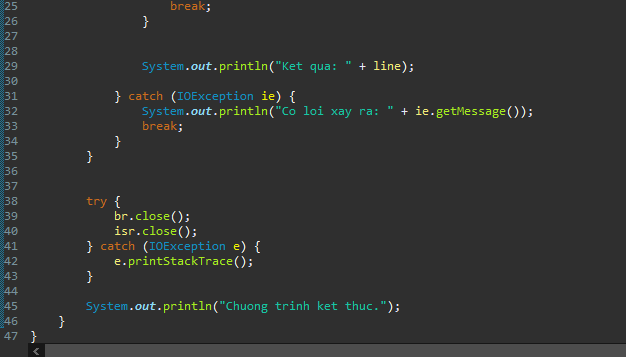 25                     break;
26                 }
27
28
29                 System.out.println("Ket qua: " + line);
30
31             } catch (IOException ie) {
32                 System.out.println("Co loi xay ra: " + ie.getMessage());
33                 break;
34             }
35         }
36
37
38         try {
39             br.close();
40             isr.close();
41         } catch (IOException e) {
42             e.printStackTrace();
43         }
44
45         System.out.println("Chuong trinh ket thuc.");
46     }
47 }